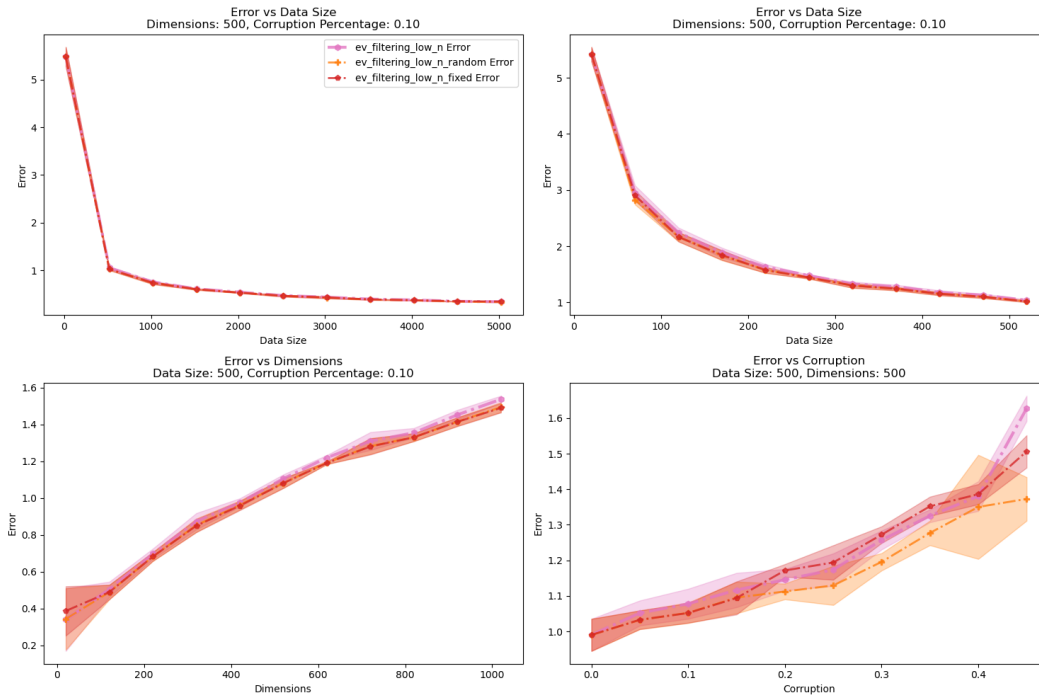 Error vs Data Size
Dimensions: 500, Corruption Percentage: 0.10
Error
5
4
3
2
1
ev_filtering_low_n Error
ev_filtering_low_n_random Error
ev_filtering_low_n_fixed Error
0
1000
2000
3000
4000
5000
Data Size
Error vs Data Size
Dimensions: 500, Corruption Percentage: 0.10
Error
5
4
3
2
1
0
100
200
300
400
500
Data Size
Error vs Dimensions
Data Size: 500, Corruption Percentage: 0.10
Error
1.6
1.4
1.2
1.0
0.8
0.6
0.4
0.2
0
200
400
600
800
1000
Dimensions
Error vs Corruption
Data Size: 500, Dimensions: 500
Error
1.6
1.5
1.4
1.3
1.2
1.1
1.0
0.0
0.1
0.2
0.3
0.4
Corruption